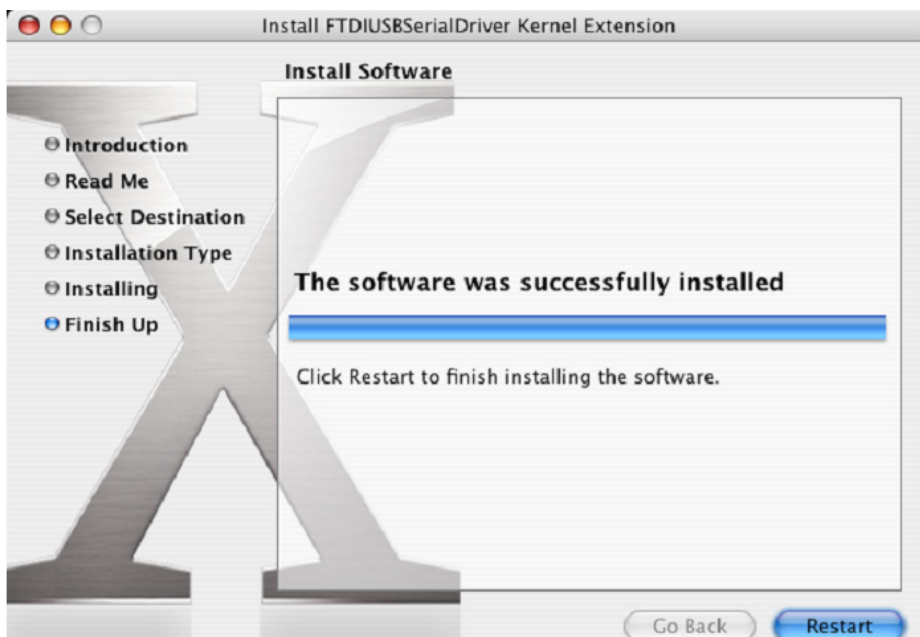 Install FTDIUSBSerialDriver Kernel Extension
Install Software
Introduction
Read Me
Select Destination
Installation Type
Installing
Finish Up
The software was successfully installed
Click Restart to finish installing the software.
Go Back
Restart